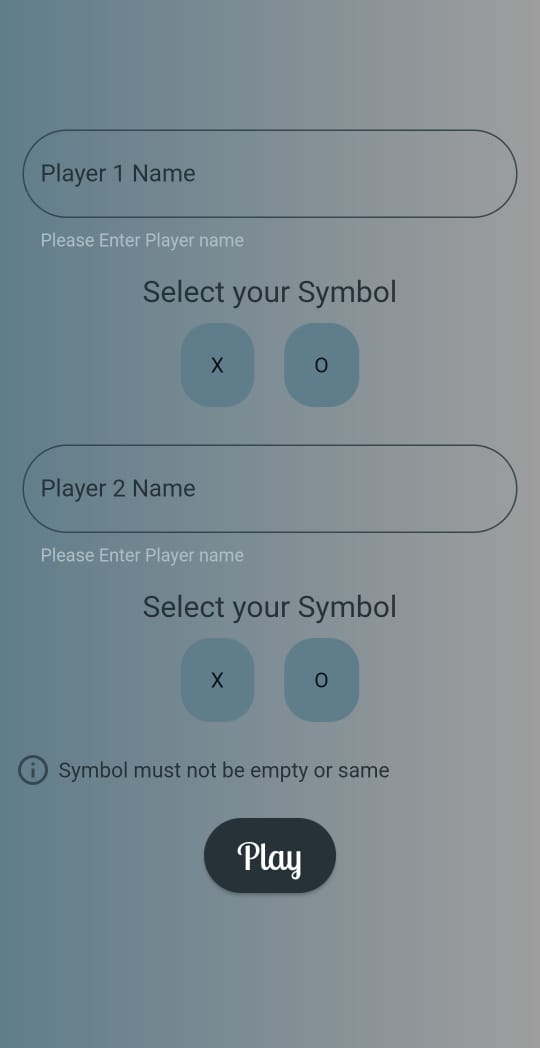 Player 1 Name
Please Enter Player name
Select your Symbol
X O
Player 2 Name
Please Enter Player name
Select your Symbol
X O
Symbol must not be empty or same
Play